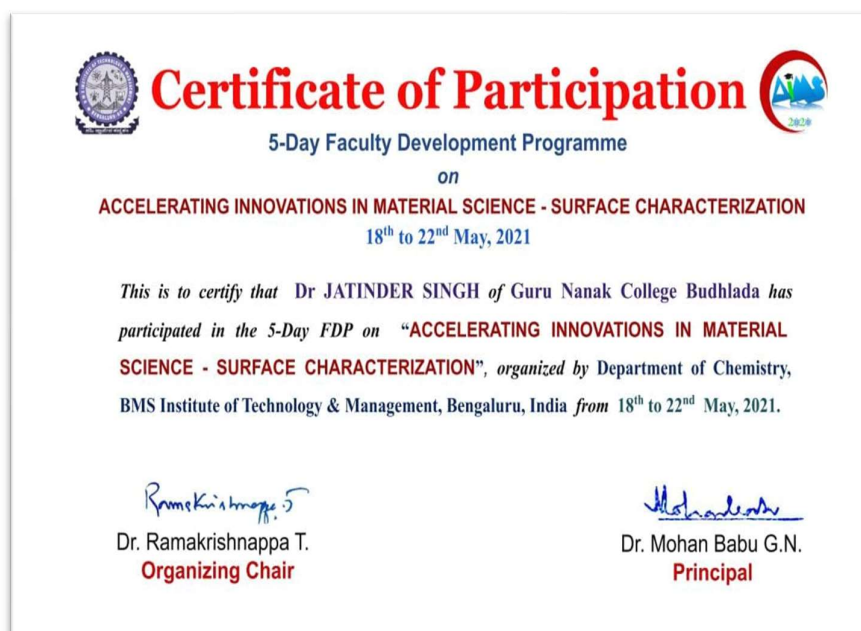 Certificate of Participation
AiMS
2020
5-Day Faculty Development Programme
on
ACCELERATING INNOVATIONS IN MATERIAL SCIENCE - SURFACE CHARACTERIZATION
18th to 22nd May, 2021
This is to certify that Dr JATINDER SINGH of Guru Nanak College Budhlada has
participated in the 5-Day FDP on “ACCELERATING INNOVATIONS IN MATERIAL
SCIENCE - SURFACE CHARACTERIZATION”, organized by Department of Chemistry,
BMS Institute of Technology & Management, Bengaluru, India from 18th to 22nd May, 2021.
Ramakrishnappa T
Dr. Ramakrishnappa T.
Organizing Chair
Dr. Mohan Babu G.N.
Principal